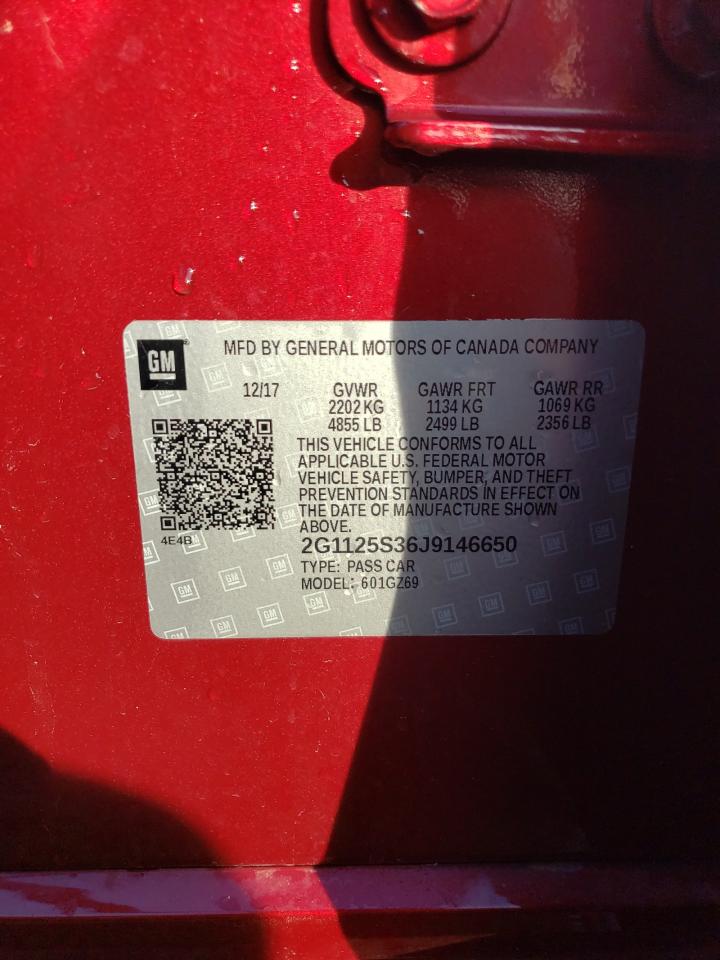 GM
MFD BY GENERAL MOTORS OF CANADA COMPANY
12/17 GVWR GAWR FRT GAWR RR
2202 KG 1134 KG 1069 KG
4855 LB 2499 LB 2356 LB
THIS VEHICLE CONFORMS TO ALL
APPLICABLE U.S. FEDERAL MOTOR
VEHICLE SAFETY, BUMPER, AND THEFT
PREVENTION STANDARDS IN EFFECT ON
THE DATE OF MANUFACTURE SHOWN
ABOVE.
4E4B
2G1125S36J9146650
TYPE: PASS CAR
MODEL: 601GZ69